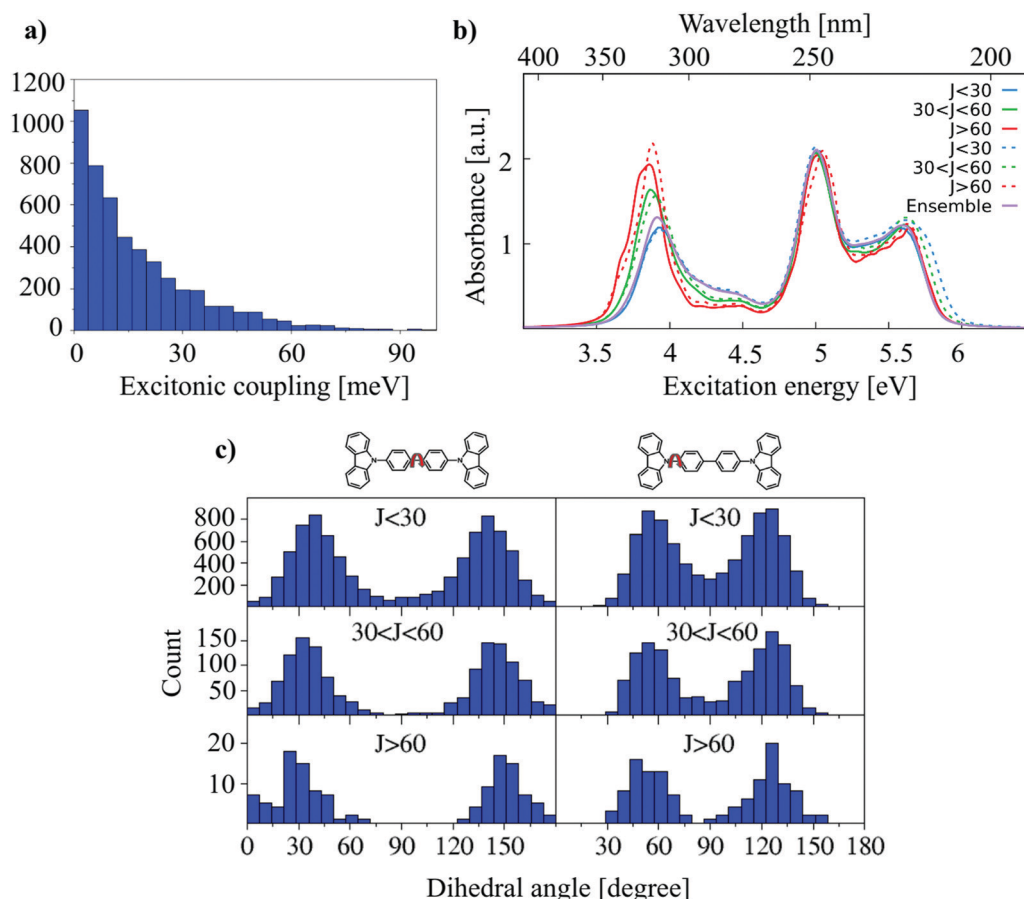 a)
1200
1000
800
600
400
200
0
0 30 60 90
Excitonic coupling [meV]
b)
Wavelength [nm]
400 350 300 250 200
Absorbance [a.u.]
2
1
J<30
30<J<60
J>60
J<30
30<J<60
J>60
Ensemble
3.5 4 4.5 5 5.5 6
Excitation energy [eV]
c)
N N N N
Count
800
600
400
200
J<30 J<30
150
100
50
30<J<60 30<J<60
20
10
J>60 J>60
0 30 60 90 120 150 30 60 90 120 150 180
Dihedral angle [degree]